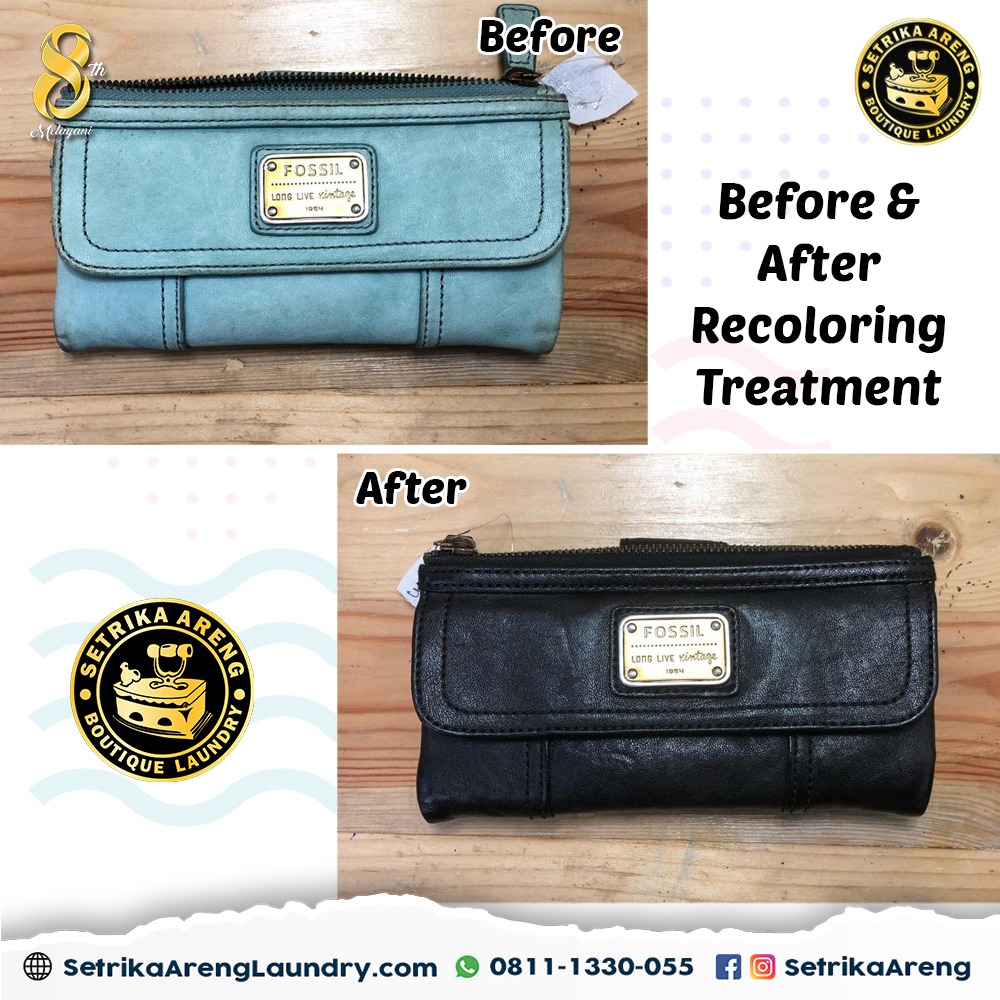 8th
Melayani
Before
FOSSIL
LONG LIVE vintage
1954
SETRIKA ARENG
BOUTIQUE LAUNDRY
Before &
After
Recoloring
Treatment
After
SETRIKA ARENG
BOUTIQUE LAUNDRY
FOSSIL
LONG LIVE vintage
1954
SetrikaArengLaundry.com 0811-1330-055 SetrikaAreng